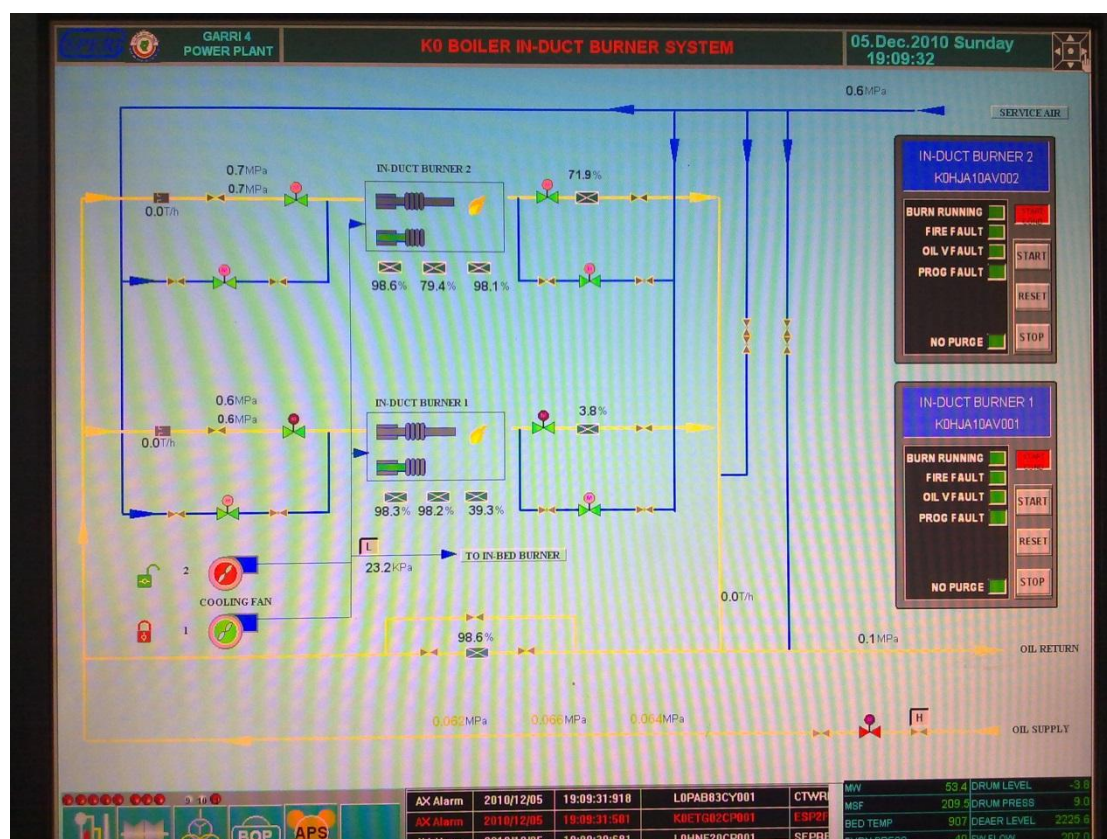 GARRI 4
POWER PLANT
K0 BOILER IN-DUCT BURNER SYSTEM
05.Dec.2010 Sunday
19:09:32
0.6MPa
SERVICE AIR
IN-DUCT BURNER 2
0.7MPa
0.7MPa
0.0T/h
71.9%
98.6% 79.4% 98.1%
IN-DUCT BURNER 2
K0HJA10AV002
BURN RUNNING
FIRE FAULT
OIL V FAULT
PROG FAULT
NO PURGE
START
RESET
STOP
0.6MPa
0.6MPa
0.0T/h
IN-DUCT BURNER 1
3.8%
98.3% 98.2% 39.3%
IN-DUCT BURNER 1
K0HJA10AV001
BURN RUNNING
FIRE FAULT
OIL V FAULT
PROG FAULT
NO PURGE
START
RESET
STOP
L
TO IN-BED BURNER
23.2KPa
2
COOLING FAN
1
0.0T/h
98.6%
0.1MPa
OIL RETURN
0.062MPa 0.066MPa 0.064MPa
H
OIL SUPPLY
9 10
BOP
APS
AX Alarm 2010/12/05 19:09:31:918 L0PAB83CY001
AX Alarm 2010/12/05 19:09:31:581 K0ETG02CP001
MW 53.4 DRUM LEVEL -3.8
MSF 209.5 DRUM PRESS 9.0
BED TEMP 907 DEAER LEVEL 2225.6